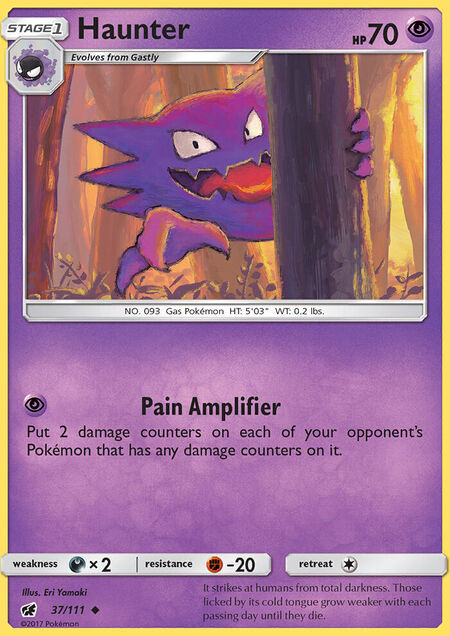 STAGE1
Haunter
HP70
Evolves from Gastly
NO. 093 Gas Pokémon HT: 5'03" WT: 0.2 lbs.
Pain Amplifier
Put 2 damage counters on each of your opponent's
Pokémon that has any damage counters on it.
weakness ×2 resistance –20 retreat
Illus. Eri Yamaki
37/111
©2017 Pokémon
It strikes at humans from total darkness. Those
licked by its cold tongue grow weaker with each
passing day until they die.